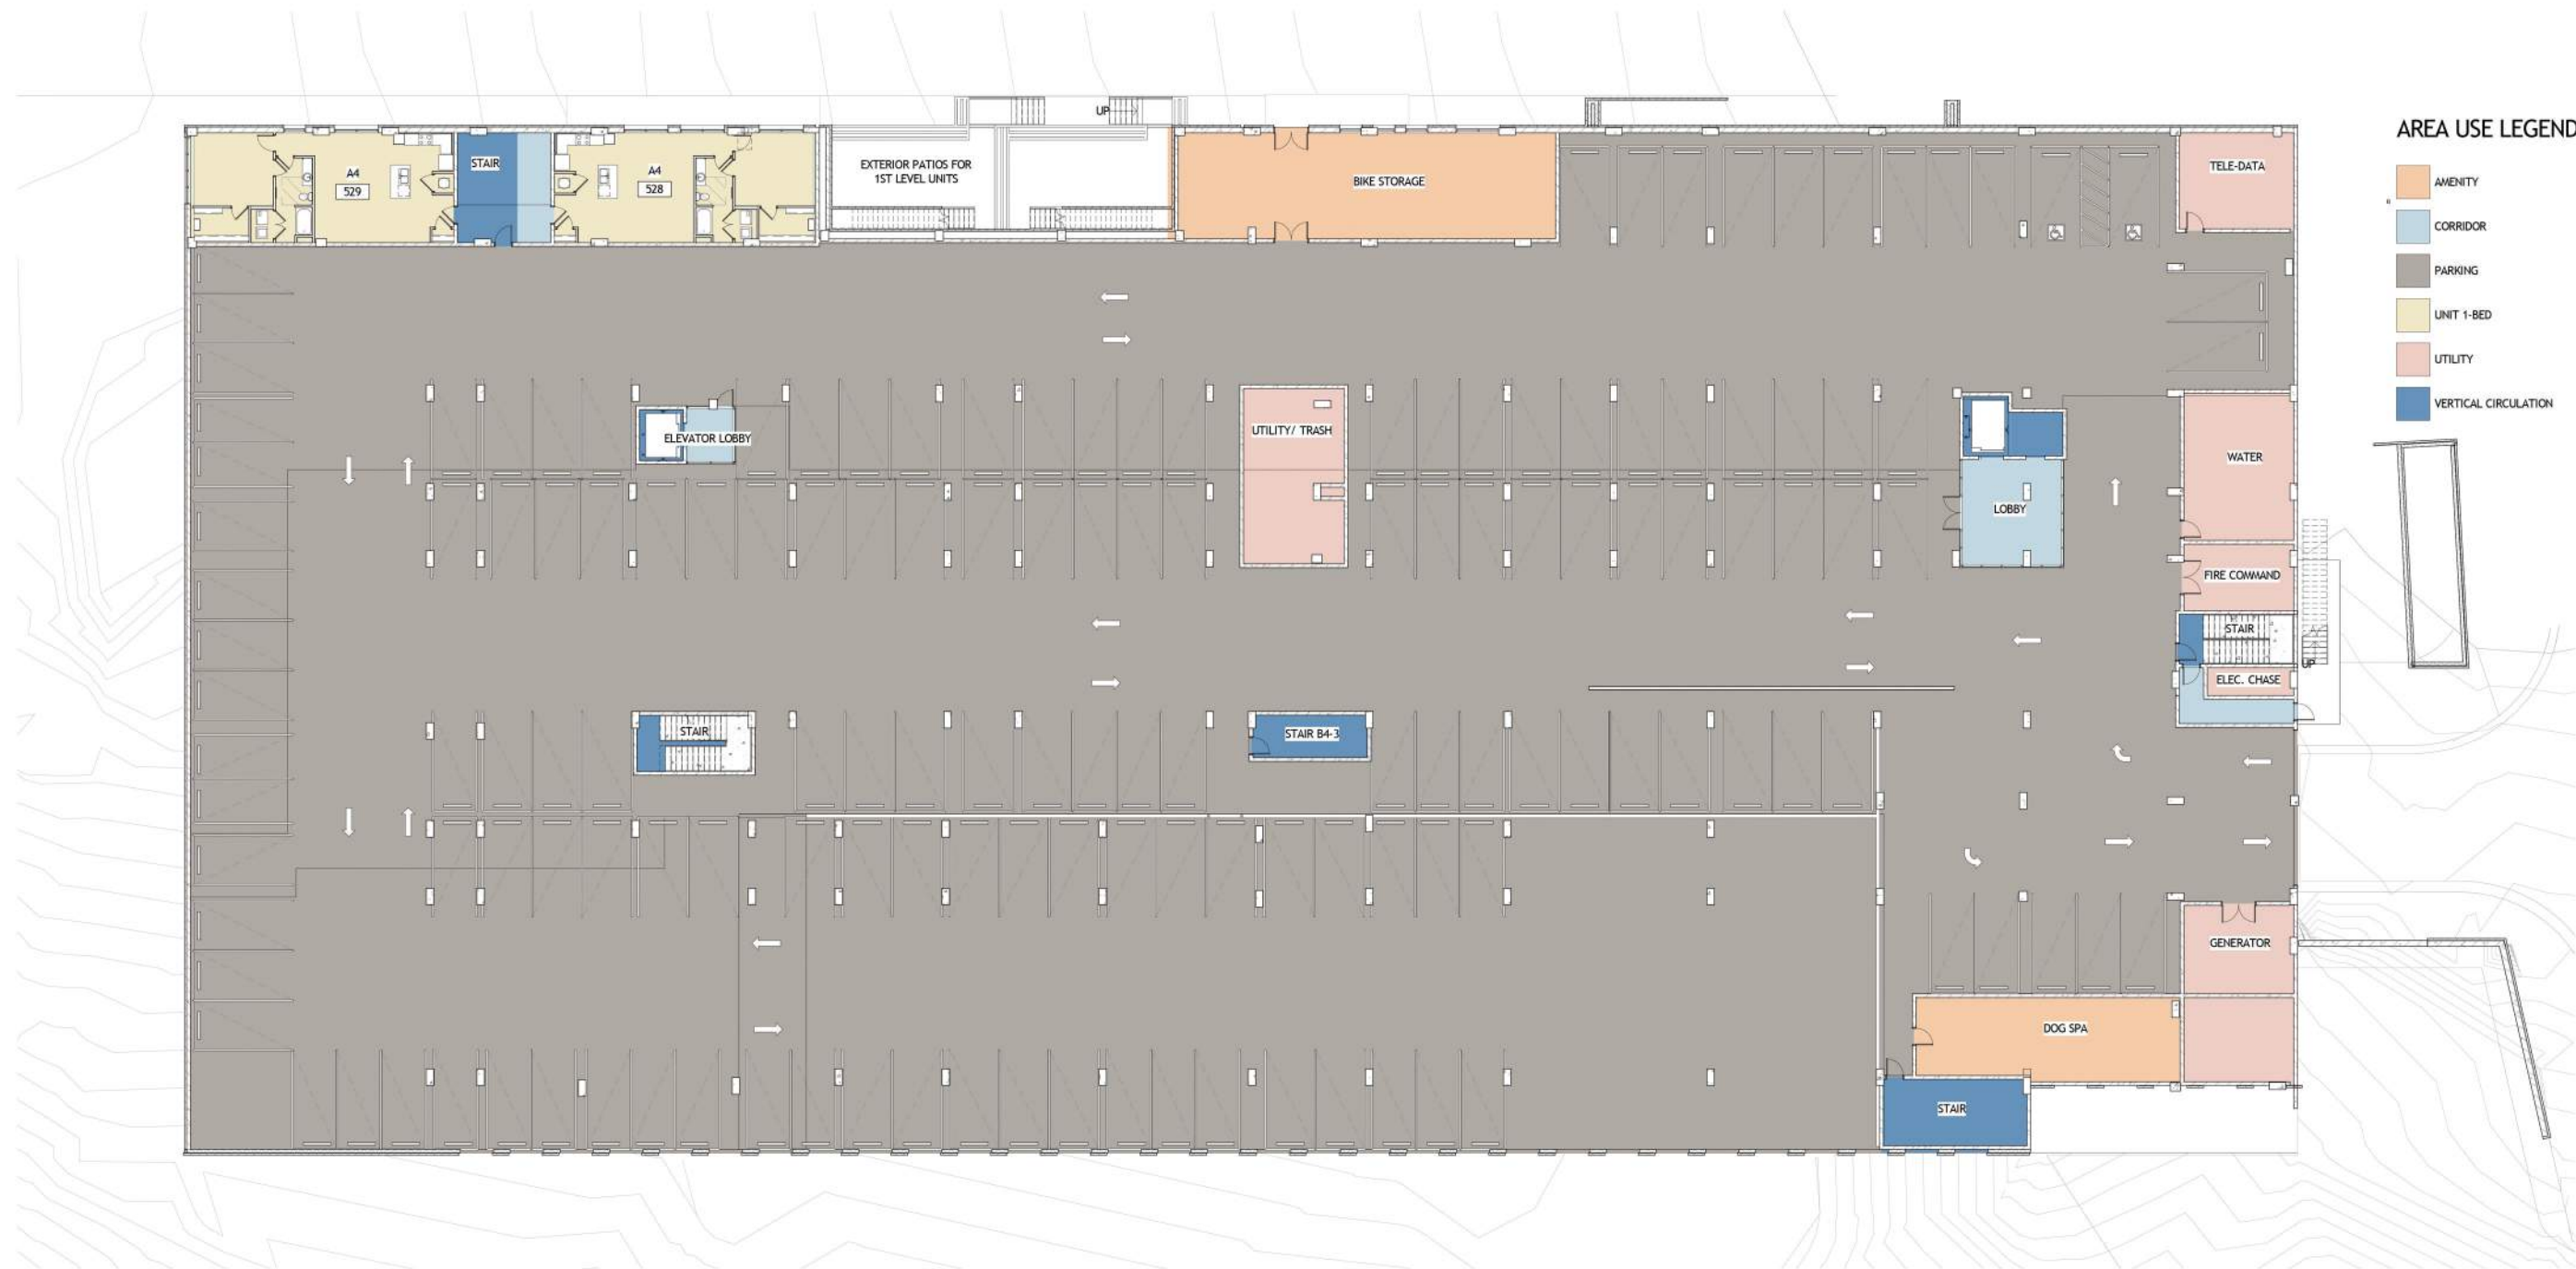 UP
AREA USE LEGEND
STAIR
EXTERIOR PATIOS FOR
1ST LEVEL UNITS
TELE-DATA
A4
529
A4
528
BIKE STORAGE
AMENITY
CORRIDOR
PARKING
UNIT 1-BED
UTILITY
VERTICAL CIRCULATION
ELEVATOR LOBBY
UTILITY/ TRASH
WATER
LOBBY
FIRE COMMAND
STAIR
UP
ELEC. CHASE
STAIR
STAIR B4-3
GENERATOR
DOG SPA
STAIR